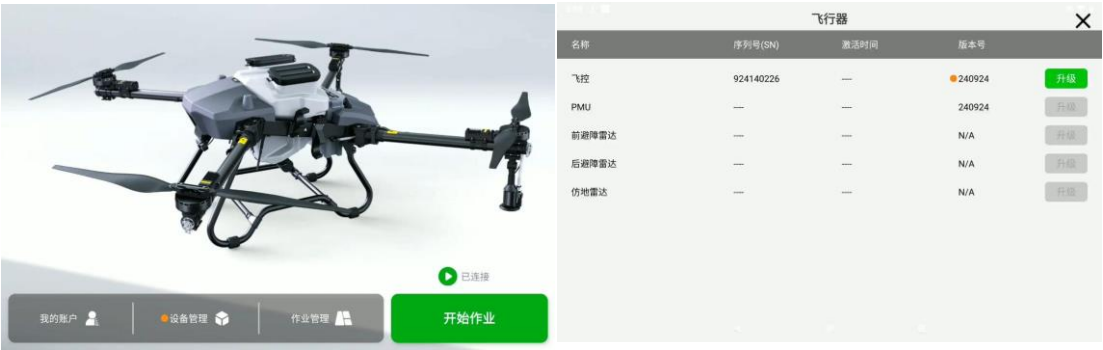 已连接
我的账户
设备管理
作业管理
开始作业
飞行器
名称 序列号(SN) 激活时间 版本号
飞控 924140226 ---- 240924 升级
PMU ---- ---- 240924 升级
前避障雷达 ---- ---- N/A 升级
后避障雷达 ---- ---- N/A 升级
仿地雷达 ---- ---- N/A 升级